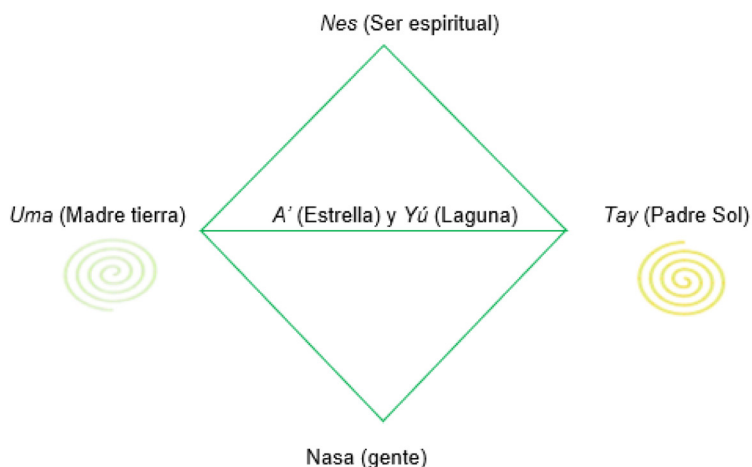 Nes (Ser espiritual)
Uma (Madre tierra)
A' (Estrella) y Yú (Laguna)
Tay (Padre Sol)
Nasa (gente)